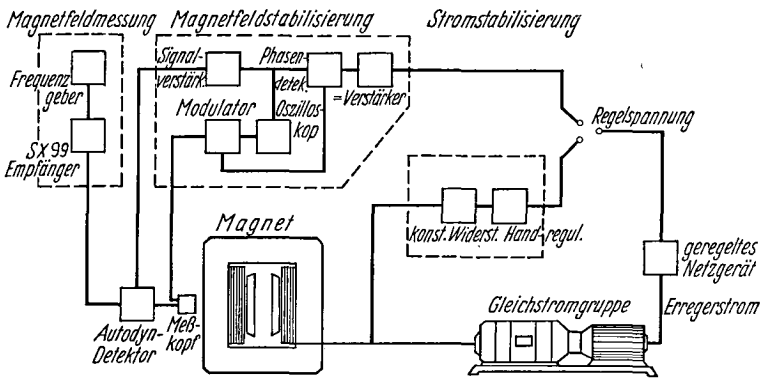 Magnetfeldmessung
Magnetfeldstabilisierung
Stromstabilisierung
Frequenz
geber
SX 99
Empfänger
Signal-
verstärk.
Phasen-
detek.
=Verstärker
Modulator
Oszillos-
kop
Regelspannung
konst. Widerst. Hand-regul.
Magnet
geregeltes
Netzgerät
Gleichstromgruppe
Erregerstrom
Autodyn-
Detektor
Meß-
kopf